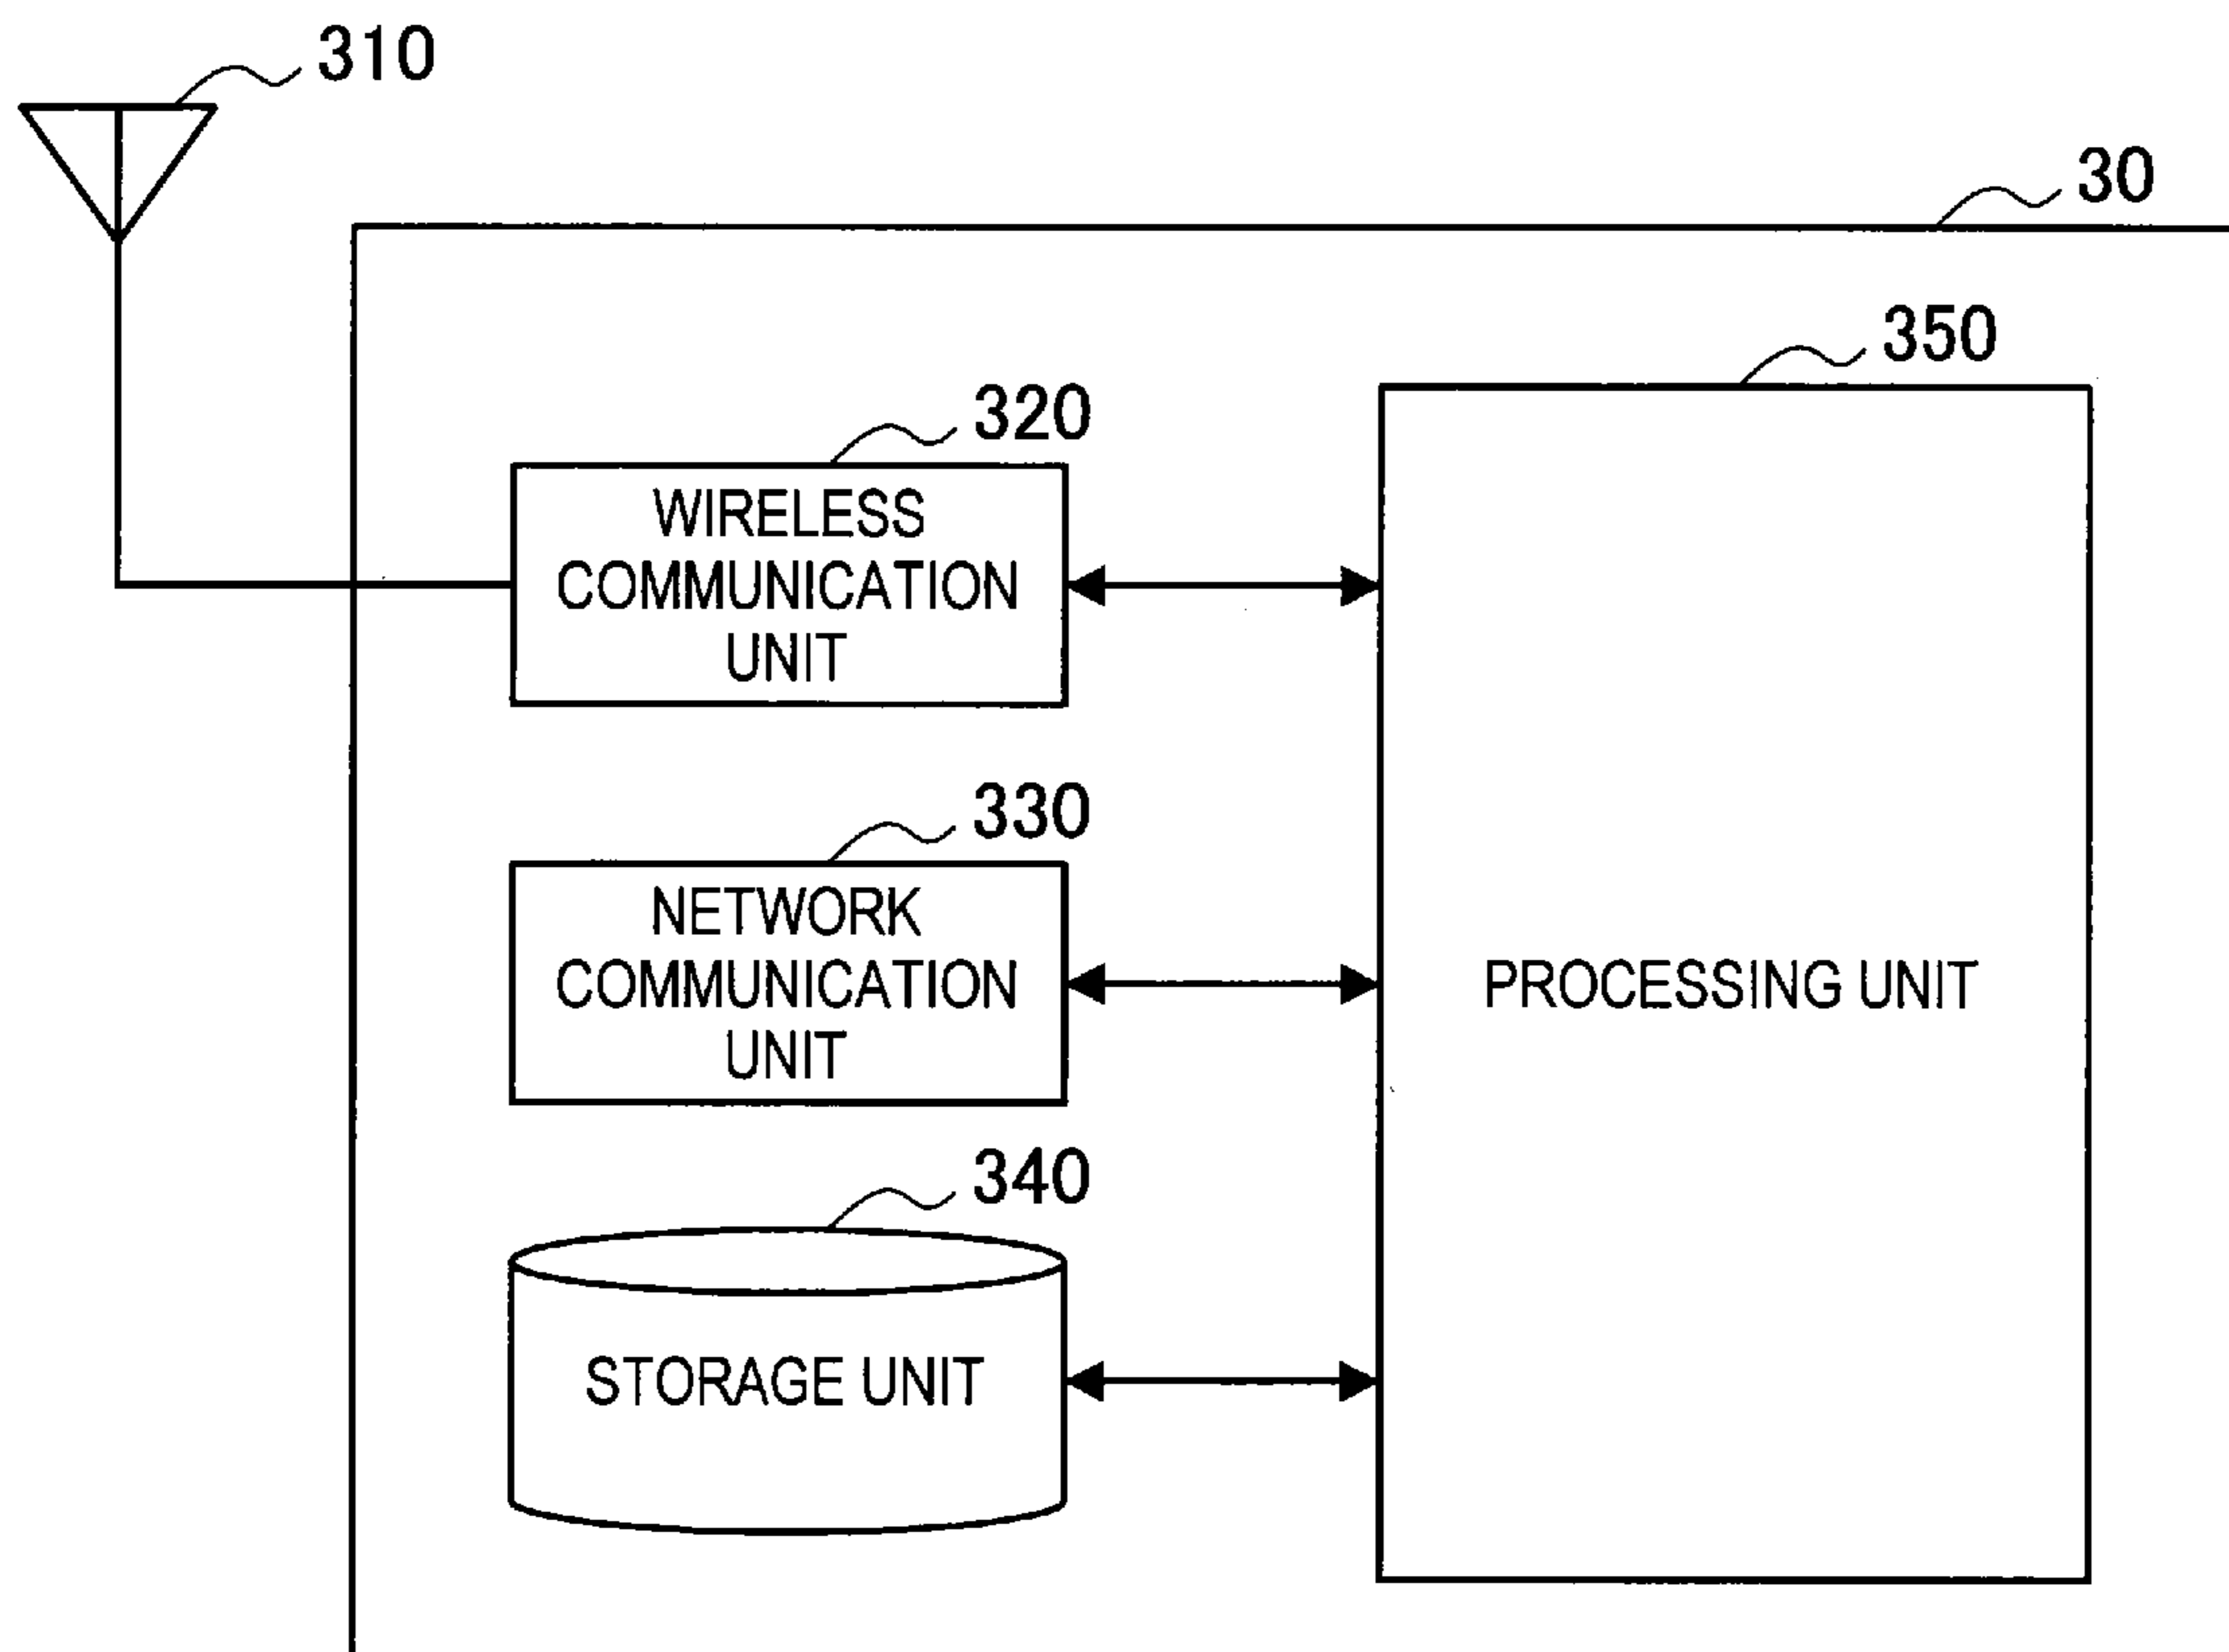 310
30
350
320
WIRELESS
COMMUNICATION
UNIT
330
NETWORK
COMMUNICATION
UNIT
PROCESSING UNIT
340
STORAGE UNIT